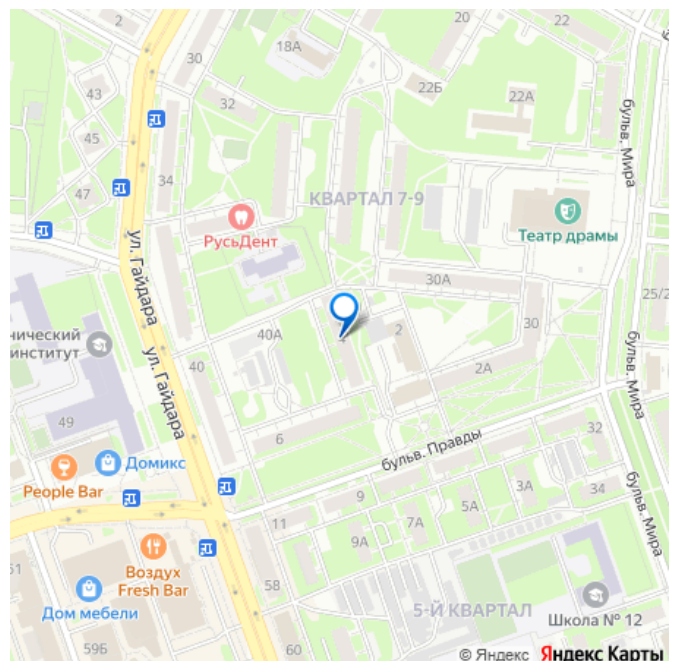 2
20
18А
30
22Б
22А
43
32
45
34
47
бульв. Мира
КВАРТАЛ 7-9
РусьДент
Театр драмы
ул. Гайдара
30А
25/2
30
нический
институт
40А
2
ул. Гайдара
40
2А
бульв. Мира
49
6
бульв. Правды
32
Домикс
People Bar
9
3А
34
5А
7А
11
9А
бульв. Мира
51
Воздух
Fresh Bar
58
Дом мебели
5-Й КВАРТАЛ
Школа № 12
59Б
60
© Яндекс Яндекс Карты